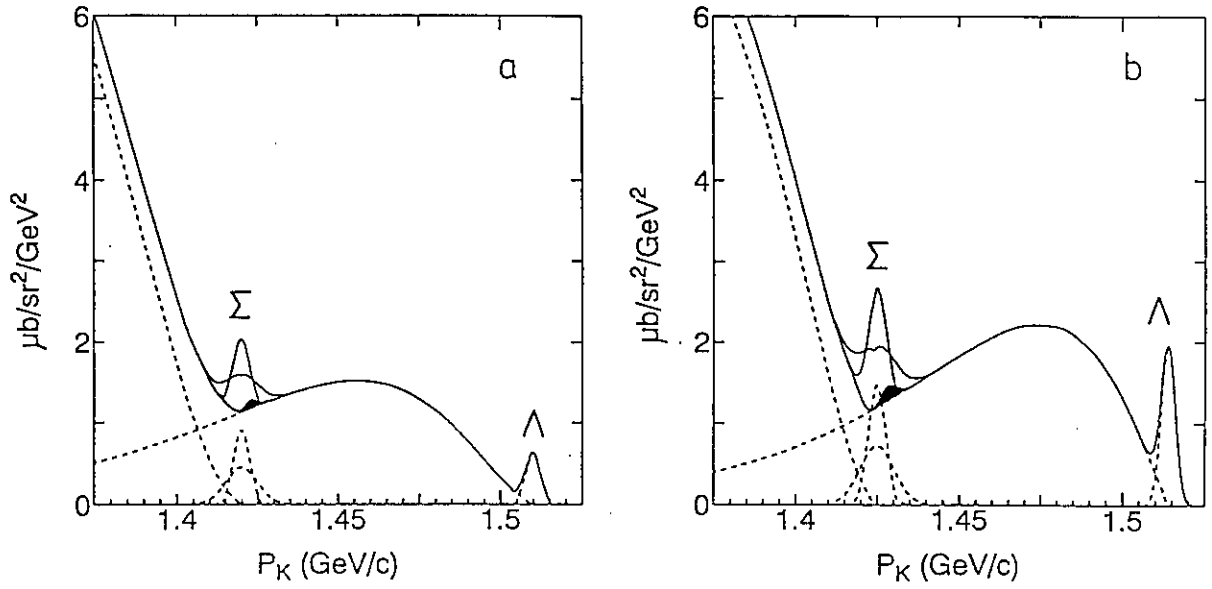 a
6
4
2
0
μb/sr²/GeV²
Σ
Λ
1.4
1.45
1.5
P_K (GeV/c)
b
6
4
2
0
μb/sr²/GeV²
Σ
Λ
1.4
1.45
1.5
P_K (GeV/c)